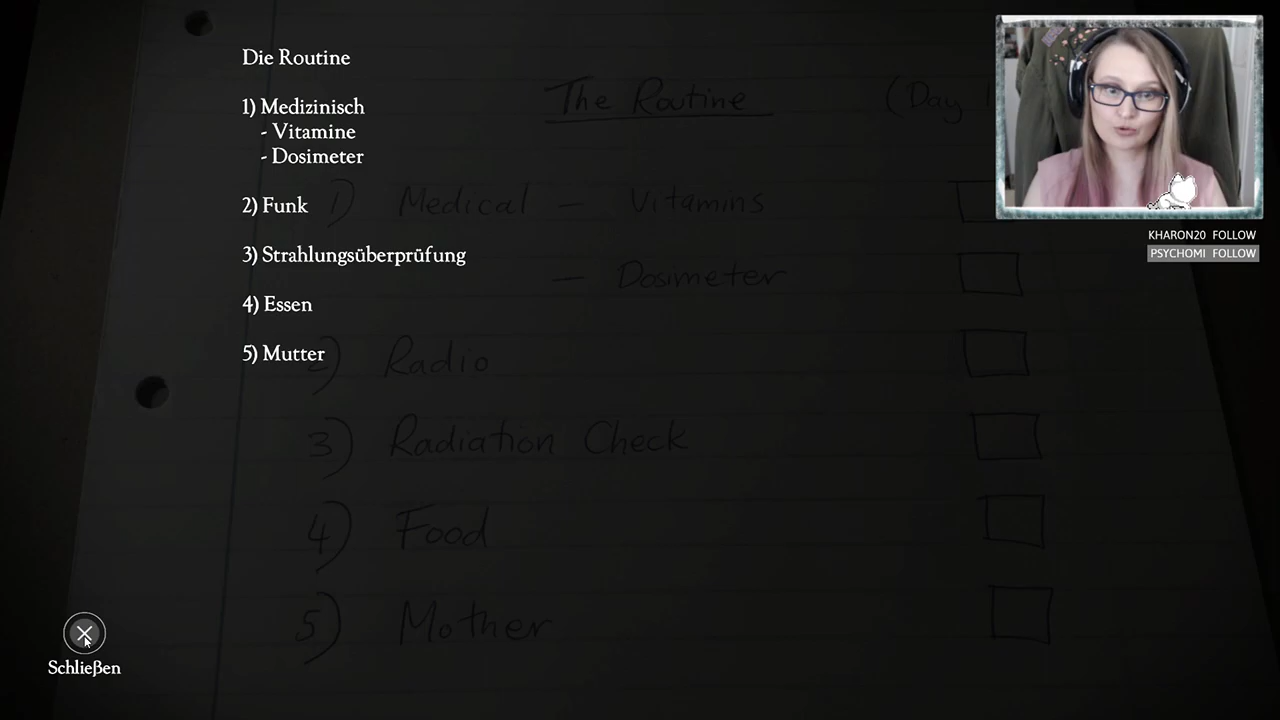 Die Routine
1) Medizinisch
- Vitamine
- Dosimeter
2) Funk
3) Strahlungsüberprüfung
4) Essen
5) Mutter
The Routine (Day 1
1) Medical – Vitamins
– Dosimeter
2) Radio
3) Radiation Check
4) Food
5) Mother
KHARON20 FOLLOW
PSYCHOMI FOLLOW
Schließen